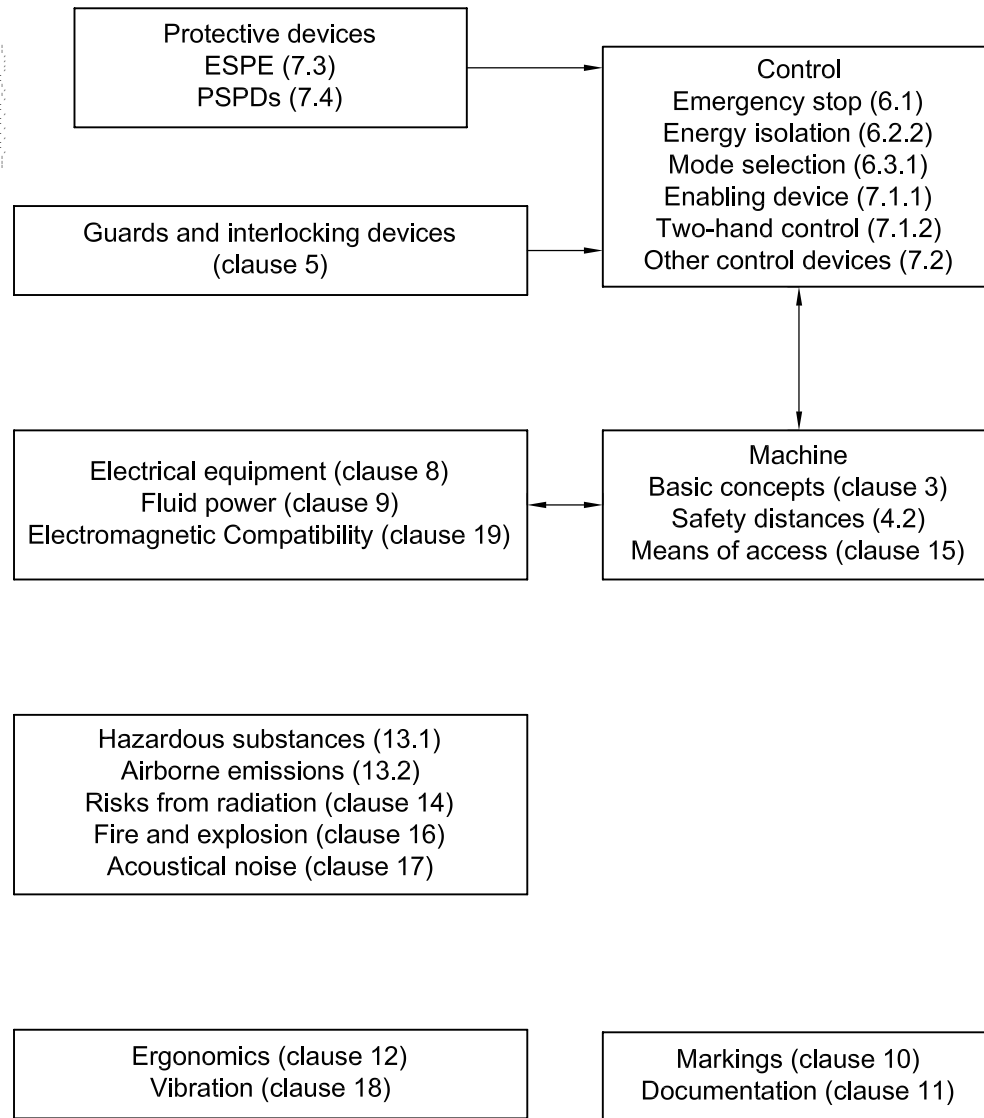 Protective devices
ESPE (7.3)
PSPDs (7.4)
Control
Emergency stop (6.1)
Energy isolation (6.2.2)
Mode selection (6.3.1)
Enabling device (7.1.1)
Two-hand control (7.1.2)
Other control devices (7.2)
Guards and interlocking devices
(clause 5)
Electrical equipment (clause 8)
Fluid power (clause 9)
Electromagnetic Compatibility (clause 19)
Machine
Basic concepts (clause 3)
Safety distances (4.2)
Means of access (clause 15)
Hazardous substances (13.1)
Airborne emissions (13.2)
Risks from radiation (clause 14)
Fire and explosion (clause 16)
Acoustical noise (clause 17)
Ergonomics (clause 12)
Vibration (clause 18)
Markings (clause 10)
Documentation (clause 11)